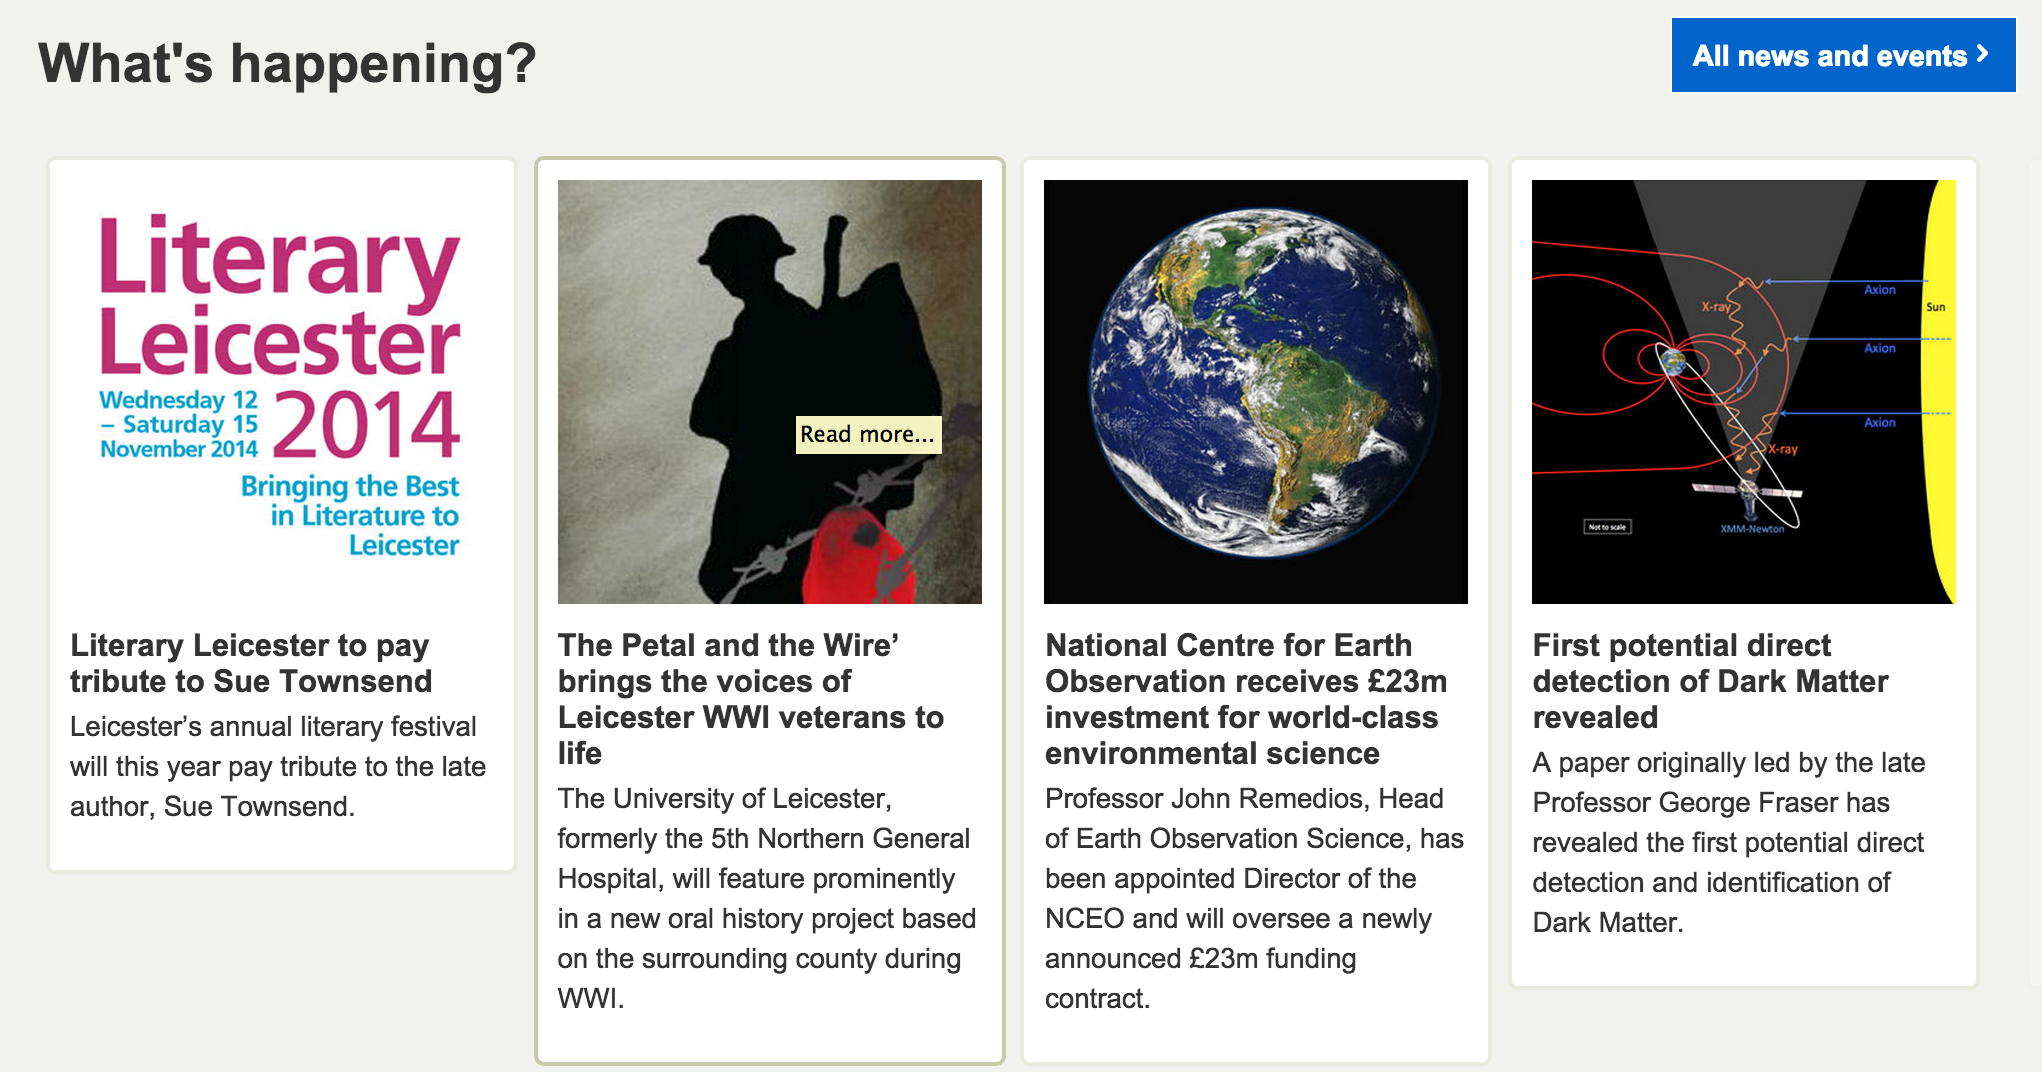 What's happening?
All news and events
Literary
Leicester
Wednesday 12
– Saturday 15
November 2014
2014
Bringing the Best
in Literature to
Leicester
Literary Leicester to pay
tribute to Sue Townsend
Leicester’s annual literary festival
will this year pay tribute to the late
author, Sue Townsend.
Read more...
The Petal and the Wire’
brings the voices of
Leicester WWI veterans to
life
The University of Leicester,
formerly the 5th Northern General
Hospital, will feature prominently
in a new oral history project based
on the surrounding county during
WWI.
National Centre for Earth
Observation receives £23m
investment for world-class
environmental science
Professor John Remedios, Head
of Earth Observation Science, has
been appointed Director of the
NCEO and will oversee a newly
announced £23m funding
contract.
Axion
X-ray
Sun
Axion
Axion
X-ray
Not to scale
XMM-Newton
First potential direct
detection of Dark Matter
revealed
A paper originally led by the late
Professor George Fraser has
revealed the first potential direct
detection and identification of
Dark Matter.